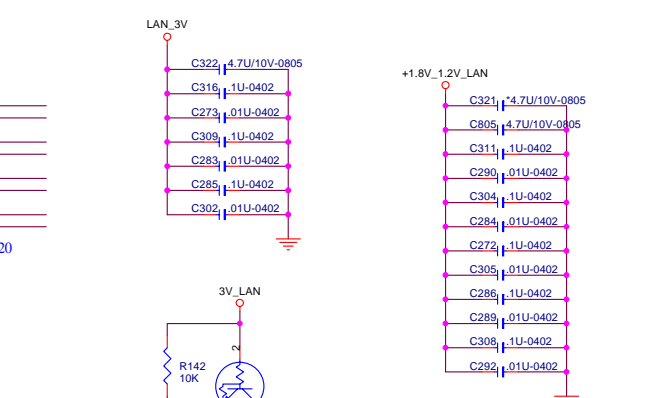 LAN_3V
C322 4.7U/10V-0805
C316 .1U-0402
C273 .01U-0402
C309 .1U-0402
C283 .01U-0402
C285 .1U-0402
C302 .01U-0402
+1.8V_1.2V_LAN
C321 *4.7U/10V-0805
C805 4.7U/10V-0805
C311 .1U-0402
C290 .01U-0402
C304 .1U-0402
C284 .01U-0402
C272 .1U-0402
C305 .01U-0402
C286 .1U-0402
C289 .01U-0402
C308 .1U-0402
C292 .01U-0402
20
3V_LAN
2
R142
10K